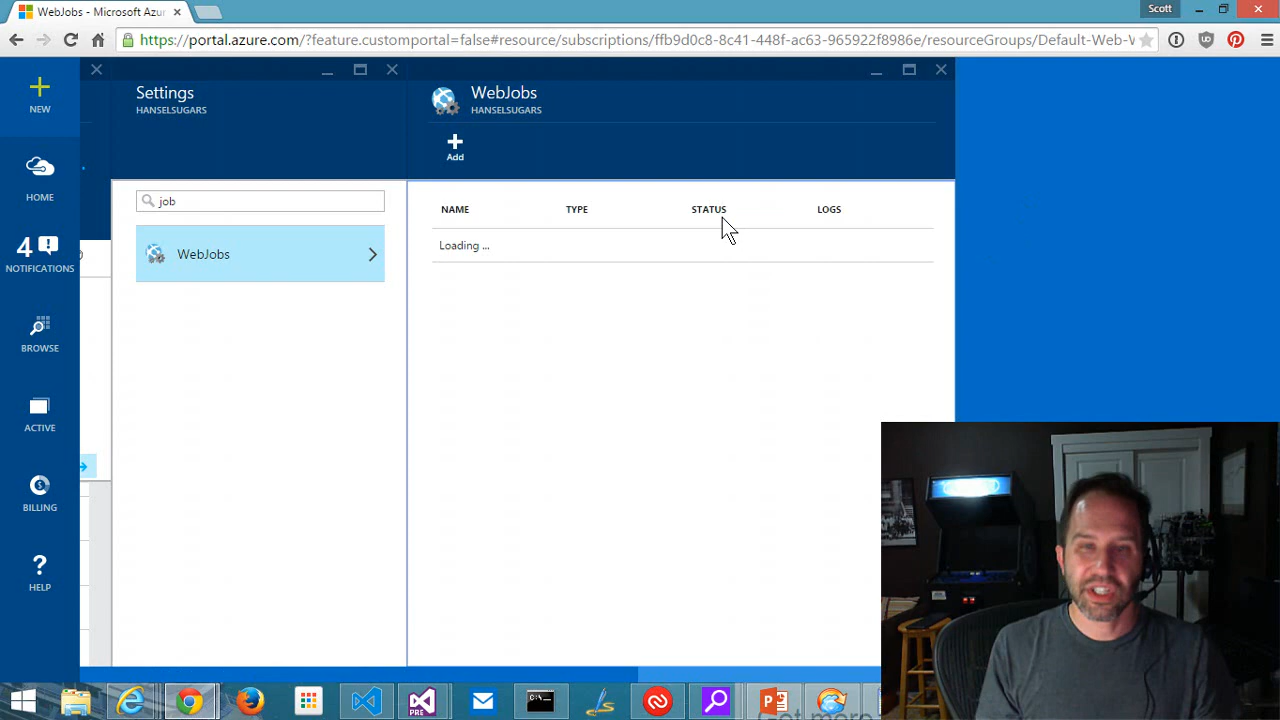 WebJobs - Microsoft Azur
Scott
https://portal.azure.com/?feature.customportal=false#resource/subscriptions/ffb9d0c8-8c41-448f-ac63-965922f8986e/resourceGroups/Default-Web-W
NEW
HOME
4
NOTIFICATIONS
BROWSE
ACTIVE
BILLING
HELP
Settings
HANSELSUGARS
job
WebJobs
WebJobs
HANSELSUGARS
Add
NAME TYPE STATUS LOGS
Loading ...
PRE